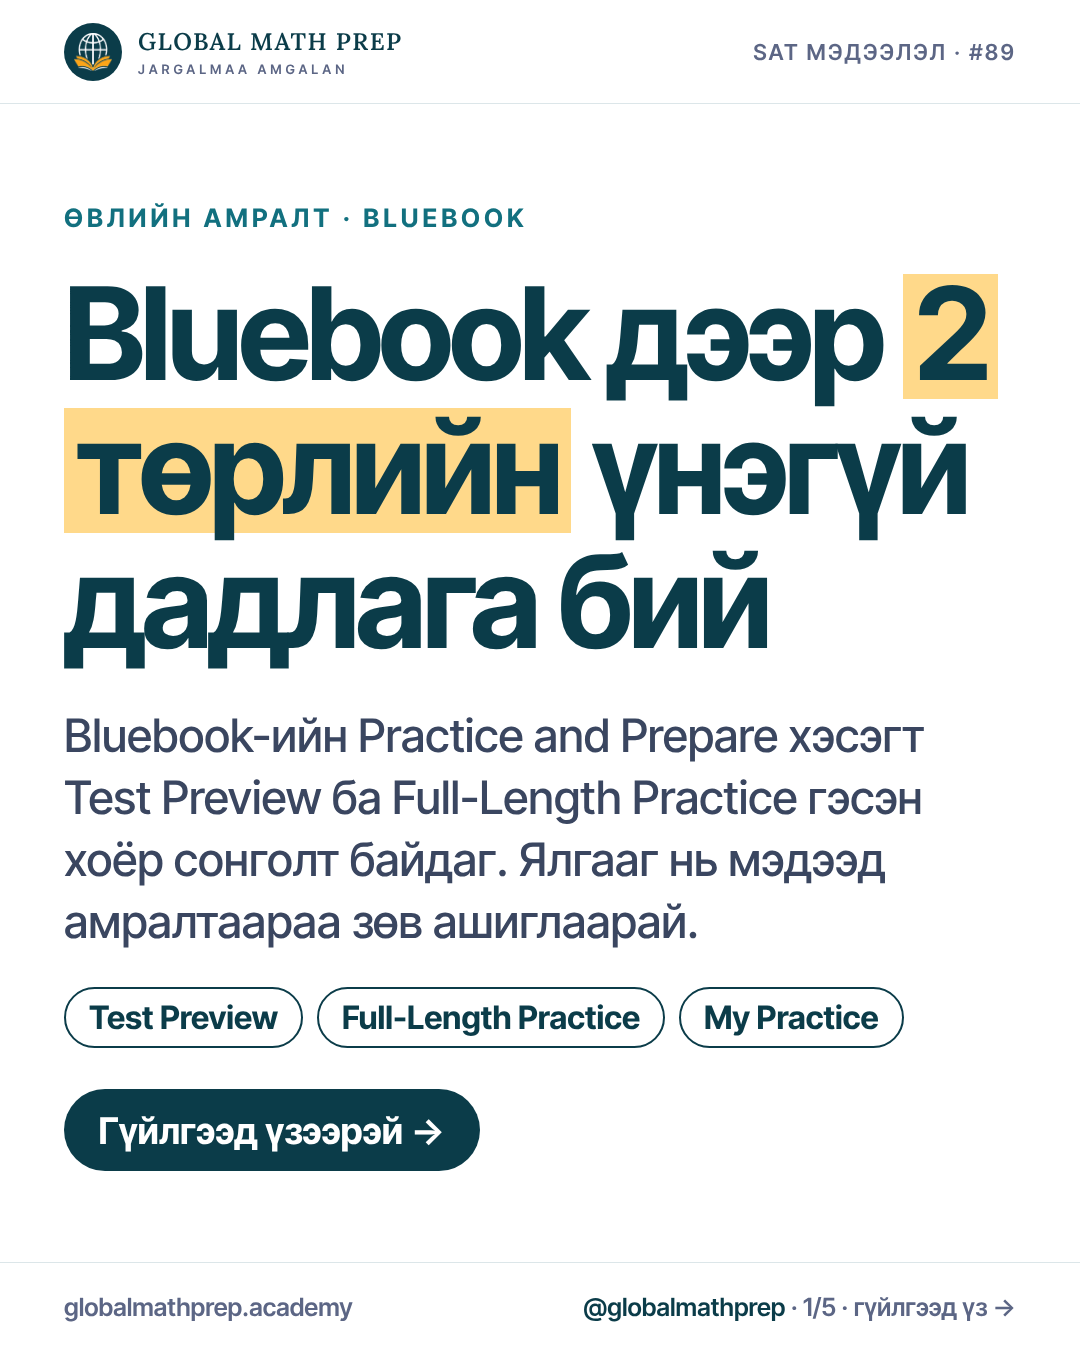 GLOBAL MATH PREP
JARGALMAA AMGALAN
SAT МЭДЭЭЛЭЛ · #89
ӨВЛИЙН АМРАЛТ · BLUEBOOK
Bluebook дээр 2
төрлийн үнэгүй
дадлага бий
Bluebook-ийн Practice and Prepare хэсэгт
Test Preview ба Full-Length Practice гэсэн
хоёр сонголт байдаг. Ялгааг нь мэдээд
амралтаараа зөв ашиглаарай.
Test Preview
Full-Length Practice
My Practice
Гүйлгээд үзээрэй →
globalmathprep.academy
@globalmathprep · 1/5 · гүйлгээд үз →